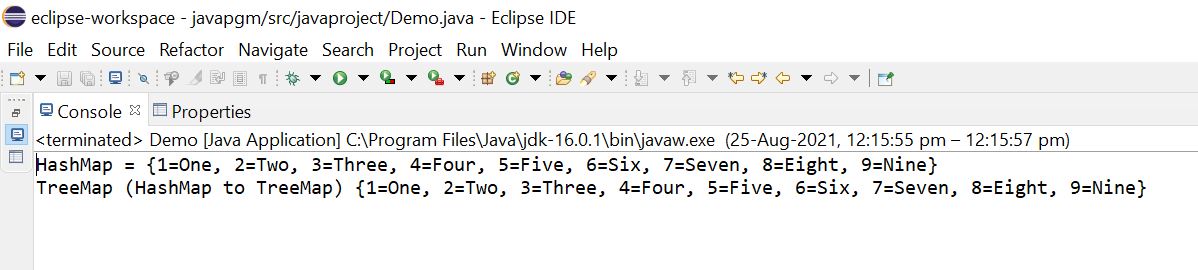 eclipse-workspace - javapgm/src/javaproject/Demo.java - Eclipse IDE
File Edit Source Refactor Navigate Search Project Run Window Help
Console Properties
<terminated> Demo [Java Application] C:\Program Files\Java\jdk-16.0.1\bin\javaw.exe (25-Aug-2021, 12:15:55 pm – 12:15:57 pm)
HashMap = {1=One, 2=Two, 3=Three, 4=Four, 5=Five, 6=Six, 7=Seven, 8=Eight, 9=Nine}
TreeMap (HashMap to TreeMap) {1=One, 2=Two, 3=Three, 4=Four, 5=Five, 6=Six, 7=Seven, 8=Eight, 9=Nine}